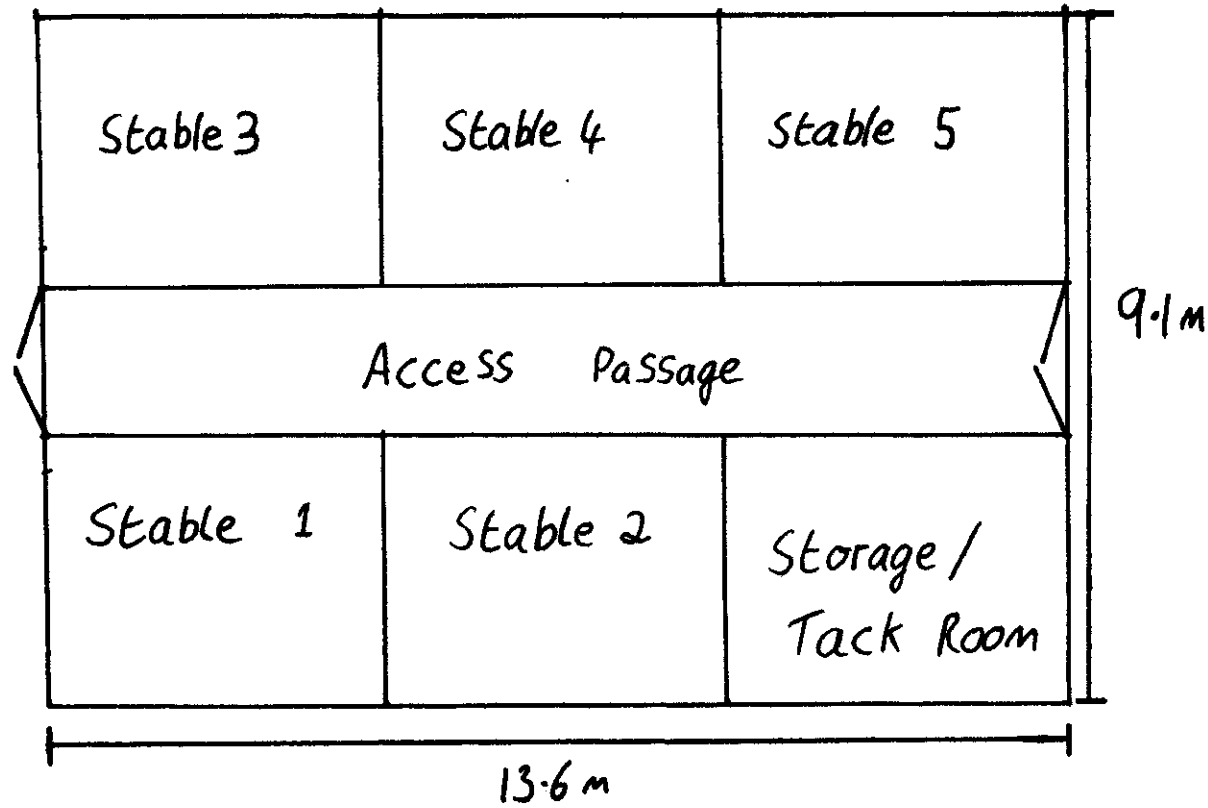 Stable 3
Stable 4
Stable 5
9.1m
Access Passage
Stable 1
Stable 2
Storage/
Tack Room
13.6m